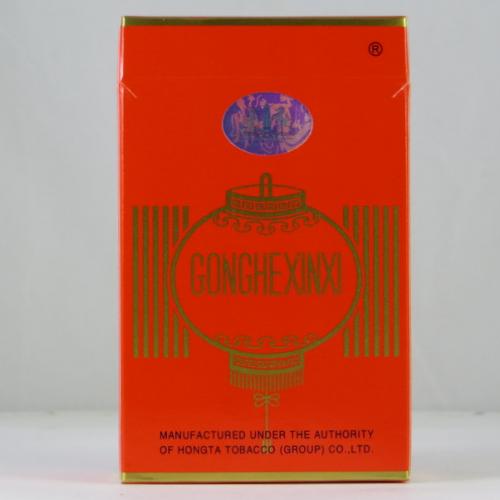 ®
GONGHEXINXI
MANUFACTURED UNDER THE AUTHORITY
OF HONGTA TOBACCO (GROUP) CO.,LTD.